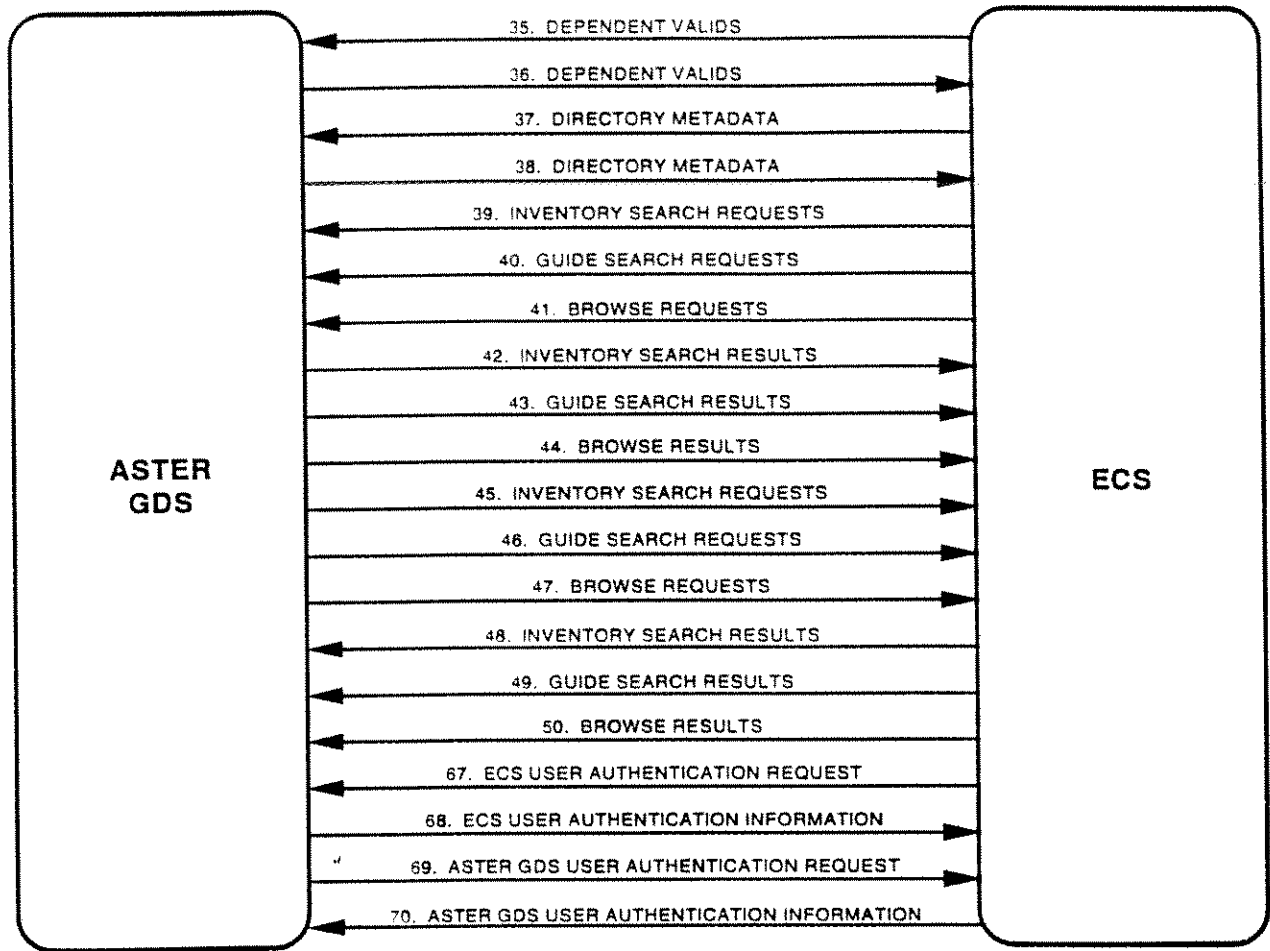 35. DEPENDENT VALIDS
36. DEPENDENT VALIDS
37. DIRECTORY METADATA
38. DIRECTORY METADATA
39. INVENTORY SEARCH REQUESTS
40. GUIDE SEARCH REQUESTS
41. BROWSE REQUESTS
42. INVENTORY SEARCH RESULTS
43. GUIDE SEARCH RESULTS
44. BROWSE RESULTS
45. INVENTORY SEARCH REQUESTS
46. GUIDE SEARCH REQUESTS
47. BROWSE REQUESTS
48. INVENTORY SEARCH RESULTS
49. GUIDE SEARCH RESULTS
50. BROWSE RESULTS
67. ECS USER AUTHENTICATION REQUEST
68. ECS USER AUTHENTICATION INFORMATION
69. ASTER GDS USER AUTHENTICATION REQUEST
70. ASTER GDS USER AUTHENTICATION INFORMATION
ASTER
GDS
ECS